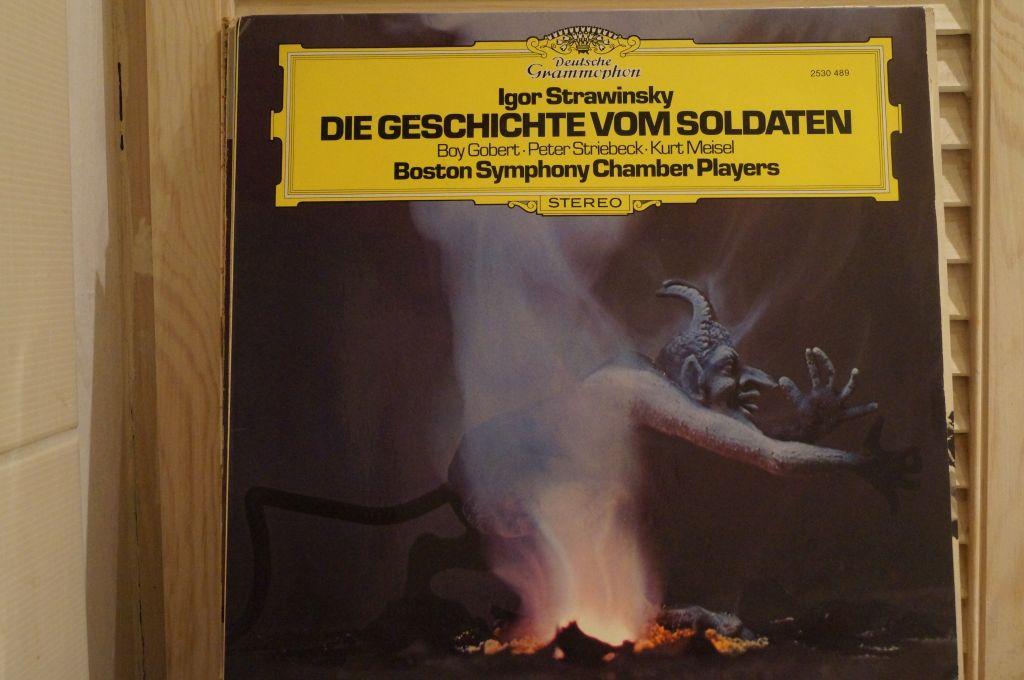 Deutsche
Grammophon
2530 489
Igor Strawinsky
DIE GESCHICHTE VOM SOLDATEN
Boy Gobert · Peter Striebeck · Kurt Meisel
Boston Symphony Chamber Players
STEREO